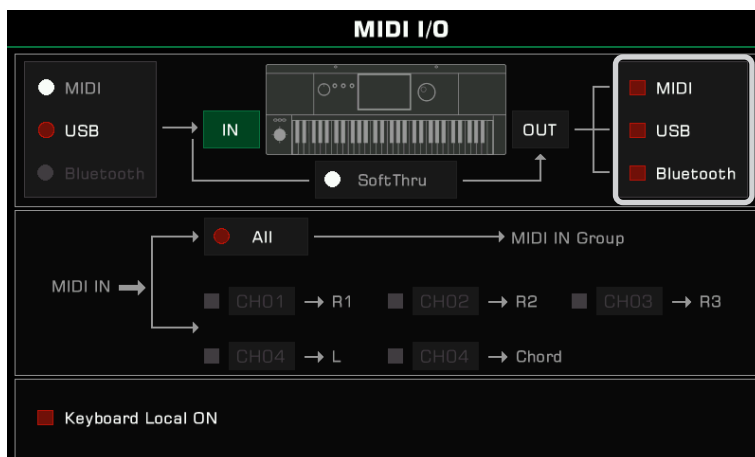 MIDI I/O
MIDI
USB
Bluetooth
IN
OUT
SoftThru
MIDI
USB
Bluetooth
MIDI IN
All
MIDI IN Group
CH01 → R1 CH02 → R2 CH03 → R3
CH04 → L CH04 → Chord
Keyboard Local ON